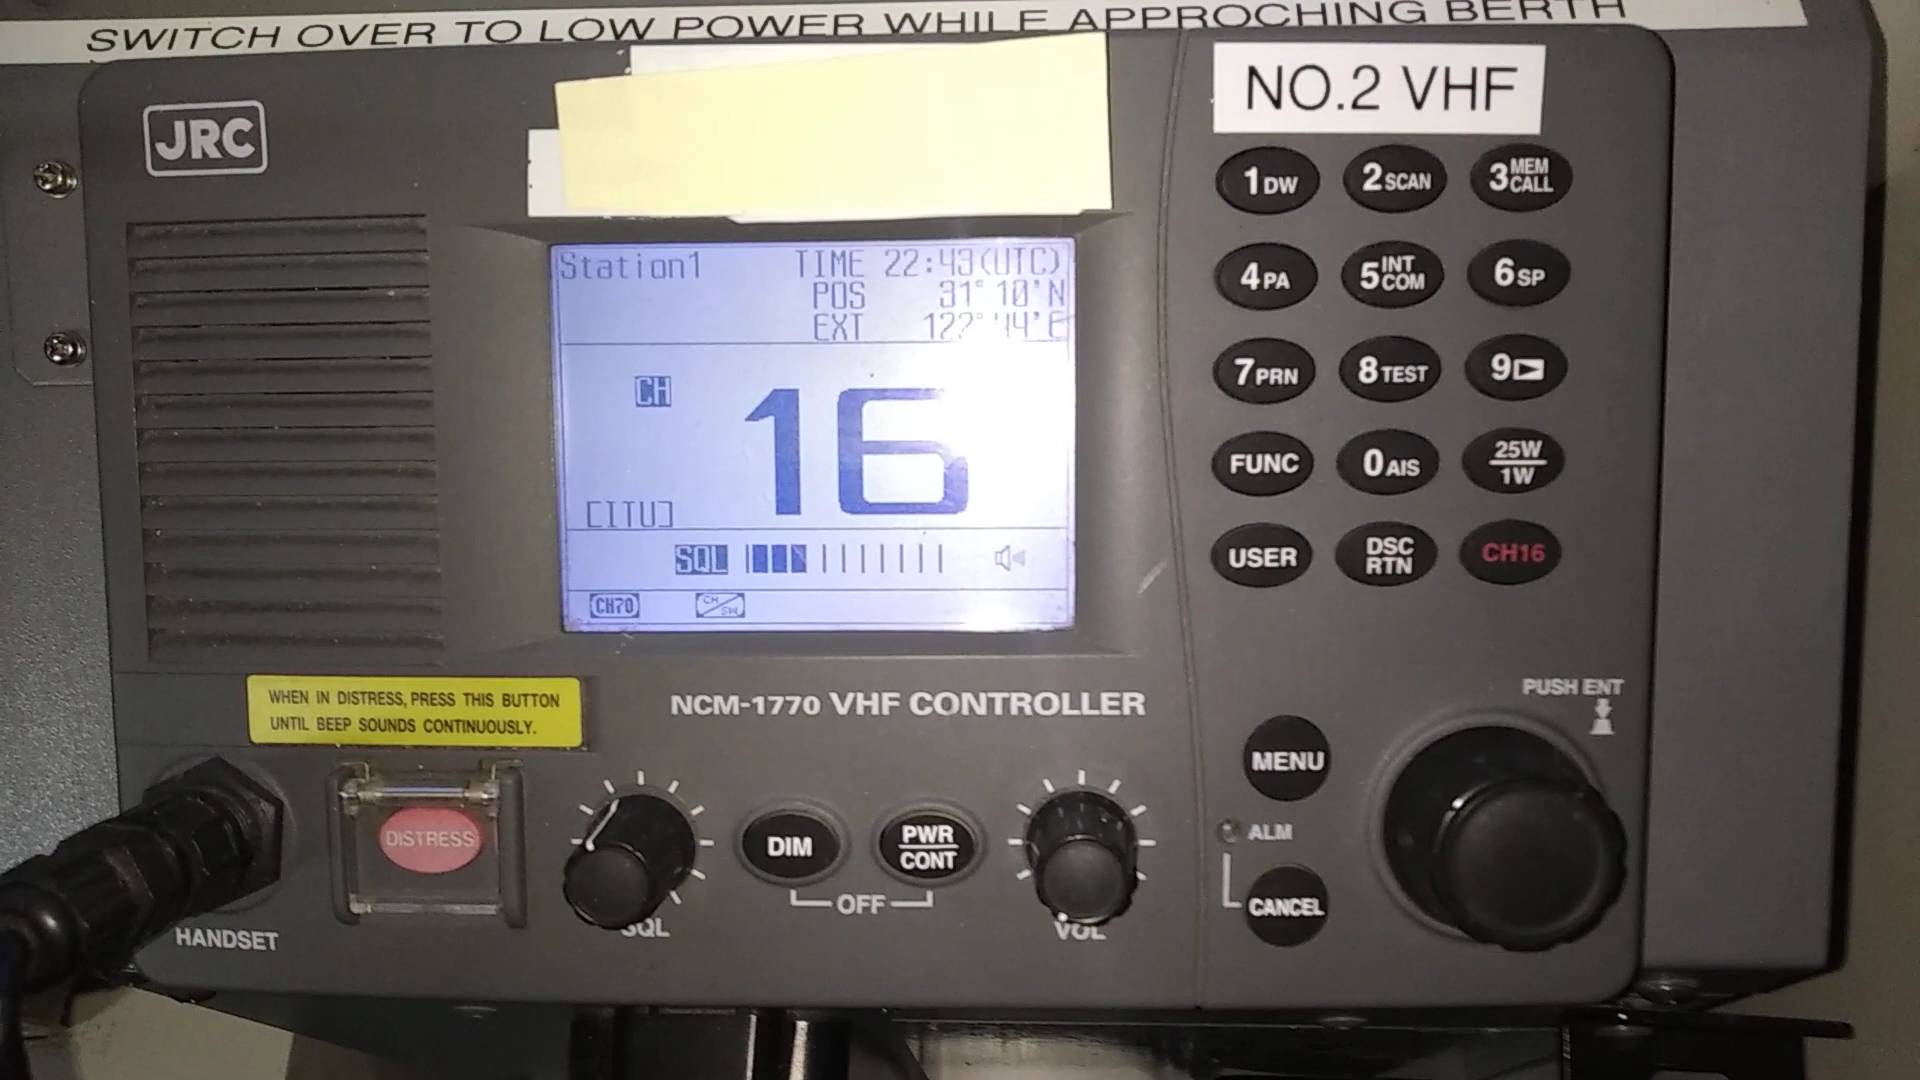 SWITCH OVER TO LOW POWER WHILE APPROCHING BERTH
JRC
NO.2 VHF
Station1 TIME 22:43(UTC)
POS 31°10'N
EXT 122°44'E
CH
16
[ITU]
SQL
CH70 CH/SW
1 DW 2 SCAN 3 MEM CALL
4 PA 5 INT COM 6 SP
7 PRN 8 TEST 9
FUNC 0 AIS 25W/1W
USER DSC RTN CH16
WHEN IN DISTRESS, PRESS THIS BUTTON
UNTIL BEEP SOUNDS CONTINUOUSLY.
NCM-1770 VHF CONTROLLER
PUSH ENT
MENU
DISTRESS
DIM
PWR
CONT
OFF
ALM
CANCEL
HANDSET
SQL
VOL